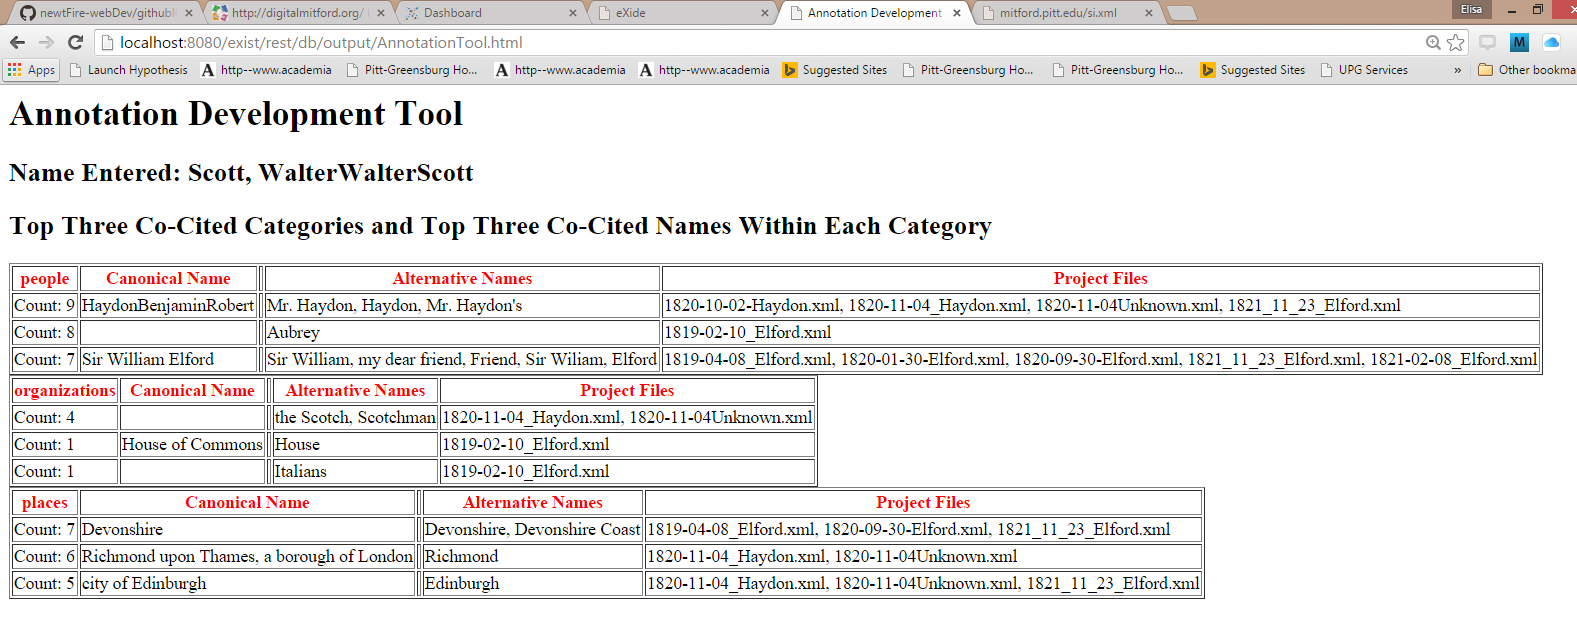 newtFire-webDev/github
http://digitalmitford.org/
Dashboard
eXide
Annotation Development
mitford.pitt.edu/si.xml
Elisa
localhost:8080/exist/rest/db/output/AnnotationTool.html
M
Apps
Launch Hypothesis
A http--www.academia
Pitt-Greensburg Ho...
A http--www.academia
A http--www.academia
Suggested Sites
Pitt-Greensburg Ho...
Pitt-Greensburg Ho...
Suggested Sites
UPG Services
»
Other bookma
Annotation Development Tool
Name Entered: Scott, WalterWalterScott
Top Three Co-Cited Categories and Top Three Co-Cited Names Within Each Category
people Canonical Name Alternative Names Project Files
Count: 9 HaydonBenjaminRobert Mr. Haydon, Haydon, Mr. Haydon's 1820-10-02-Haydon.xml, 1820-11-04_Haydon.xml, 1820-11-04Unknown.xml, 1821_11_23_Elford.xml
Count: 8 Aubrey 1819-02-10_Elford.xml
Count: 7 Sir William Elford Sir William, my dear friend, Friend, Sir Wiliam, Elford 1819-04-08_Elford.xml, 1820-01-30-Elford.xml, 1820-09-30-Elford.xml, 1821_11_23_Elford.xml, 1821-02-08_Elford.xml
organizations Canonical Name Alternative Names Project Files
Count: 4 the Scotch, Scotchman 1820-11-04_Haydon.xml, 1820-11-04Unknown.xml
Count: 1 House of Commons House 1819-02-10_Elford.xml
Count: 1 Italians 1819-02-10_Elford.xml
places Canonical Name Alternative Names Project Files
Count: 7 Devonshire Devonshire, Devonshire Coast 1819-04-08_Elford.xml, 1820-09-30-Elford.xml, 1821_11_23_Elford.xml
Count: 6 Richmond upon Thames, a borough of London Richmond 1820-11-04_Haydon.xml, 1820-11-04Unknown.xml
Count: 5 city of Edinburgh Edinburgh 1820-11-04_Haydon.xml, 1820-11-04Unknown.xml, 1821_11_23_Elford.xml